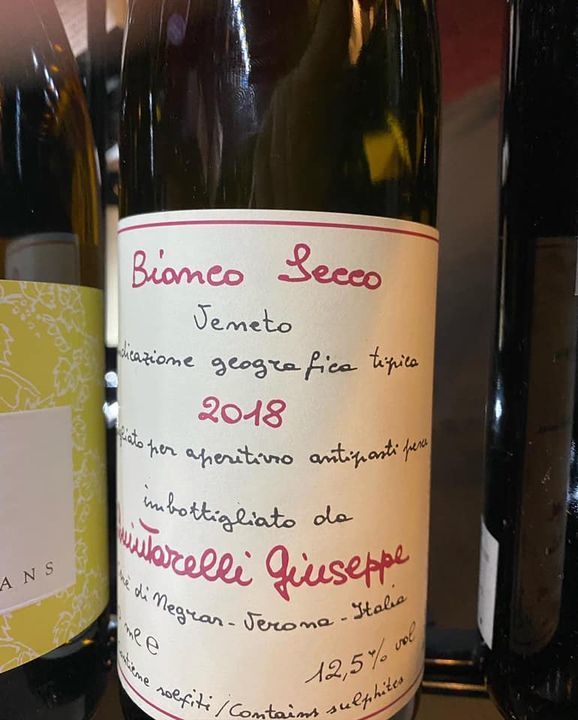 Bianco Secco
Veneto
geografica tipica
2018
per aperitivo antipasti
imbottigliato da
Giuseppe
di Negrar - Verona - Italia
ml e
12,5% vol
solfiti / Contains sulphites
ANS